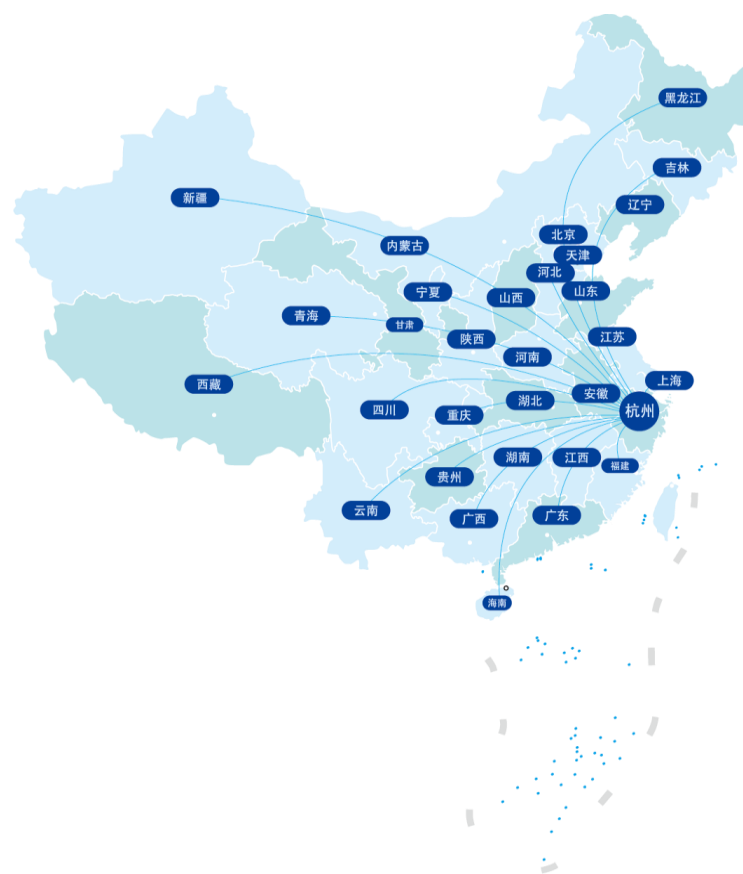 黑龙江
吉林
新疆
辽宁
北京
内蒙古
天津
河北
宁夏
山东
山西
青海
甘肃
江苏
陕西
河南
上海
西藏
安徽
湖北
四川
杭州
重庆
湖南
江西
福建
贵州
云南
广东
广西
海南